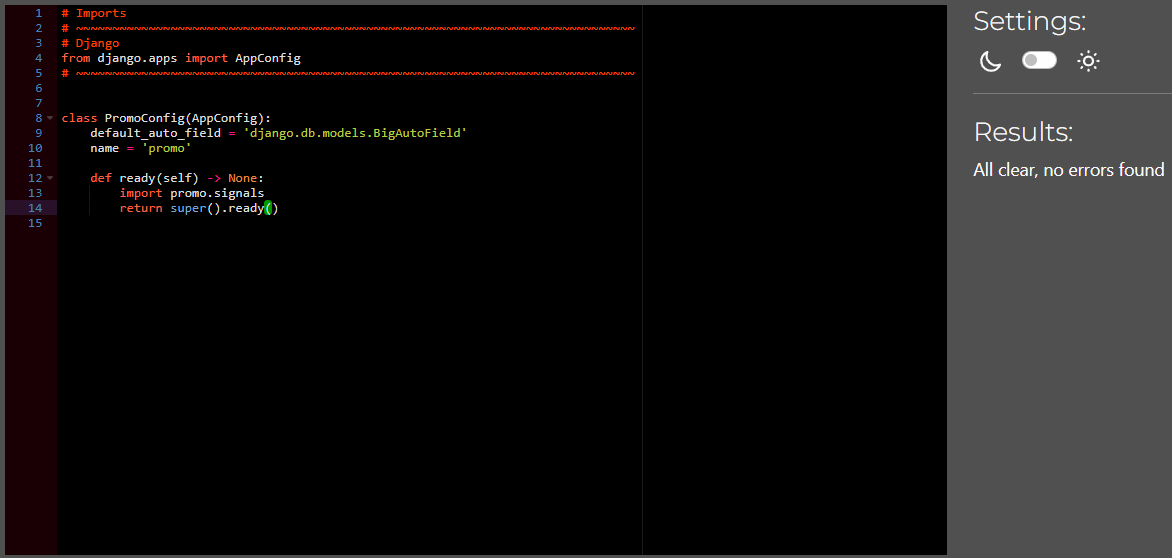 1 # Imports
2 # ~~~~~~~~~~~~~~~~~~~~~~~~~~~~~~~~~~~~~~~~~~~~~~~~~~~~~~~~~~~~~~~~~~~~~~~~~~~~~
3 # Django
4 from django.apps import AppConfig
5 # ~~~~~~~~~~~~~~~~~~~~~~~~~~~~~~~~~~~~~~~~~~~~~~~~~~~~~~~~~~~~~~~~~~~~~~~~~~~~~
6
7
8 class PromoConfig(AppConfig):
9     default_auto_field = 'django.db.models.BigAutoField'
10     name = 'promo'
11
12     def ready(self) -> None:
13         import promo.signals
14         return super().ready()
15
Settings:
Results:
All clear, no errors found